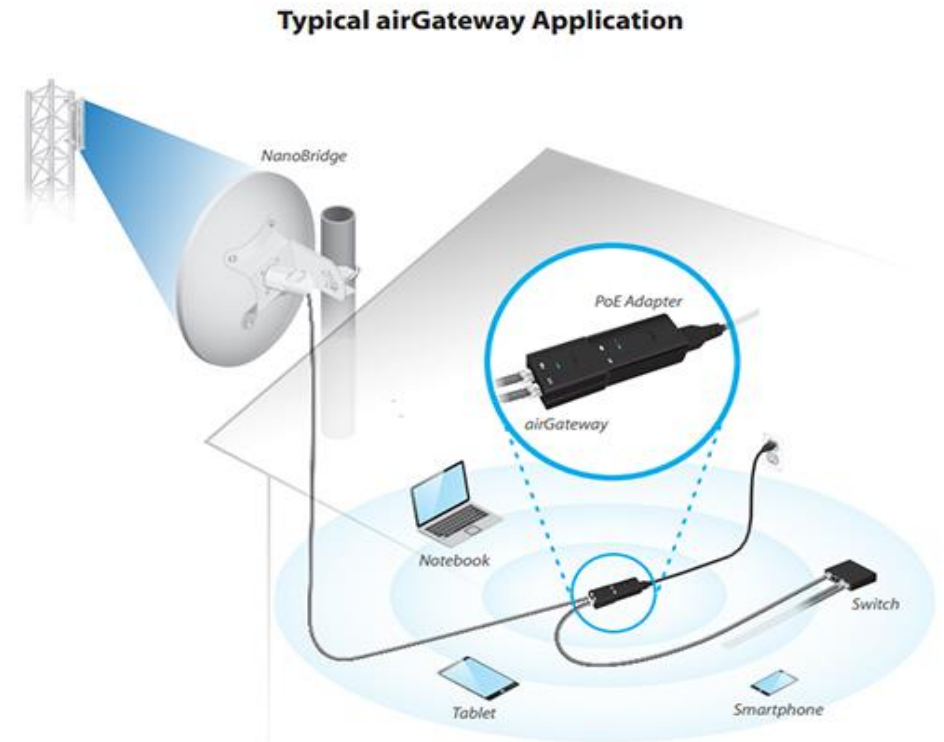 Typical airGateway Application
NanoBridge
PoE Adapter
airGateway
Notebook
Switch
Tablet
Smartphone